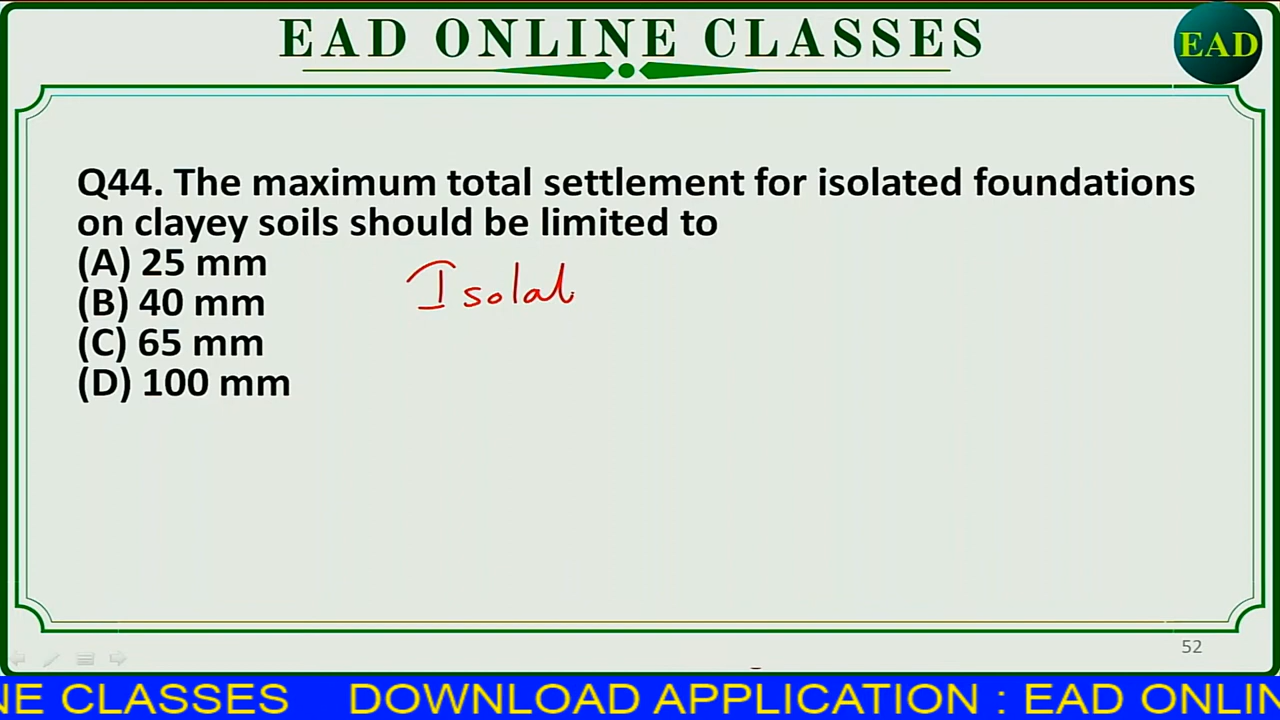 EAD ONLINE CLASSES
EAD
Q44. The maximum total settlement for isolated foundations
on clayey soils should be limited to
(A) 25 mm
(B) 40 mm
(C) 65 mm
(D) 100 mm
Isolat
52
NE CLASSES DOWNLOAD APPLICATION : EAD ONLIN